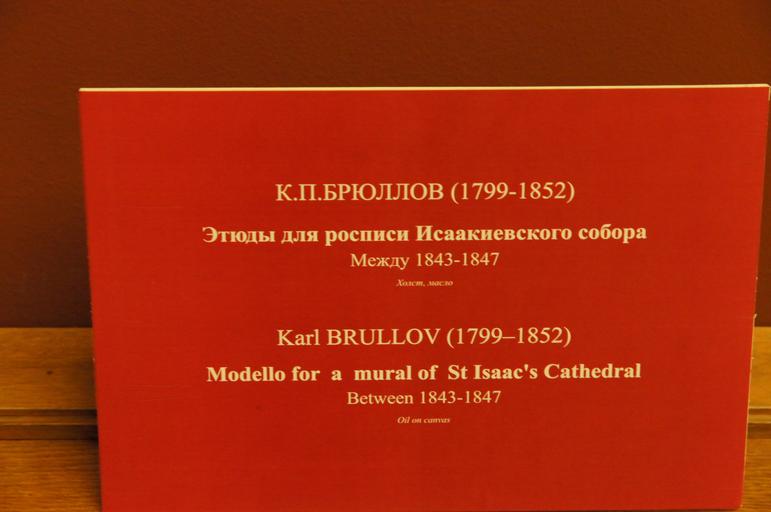 К.П.БРЮЛЛОВ (1799-1852)
Этюды для росписи Исаакиевского собора
Между 1843-1847
Холст, масло
Karl BRULLOV (1799–1852)
Modello for a mural of St Isaac's Cathedral
Between 1843-1847
Oil on canvas